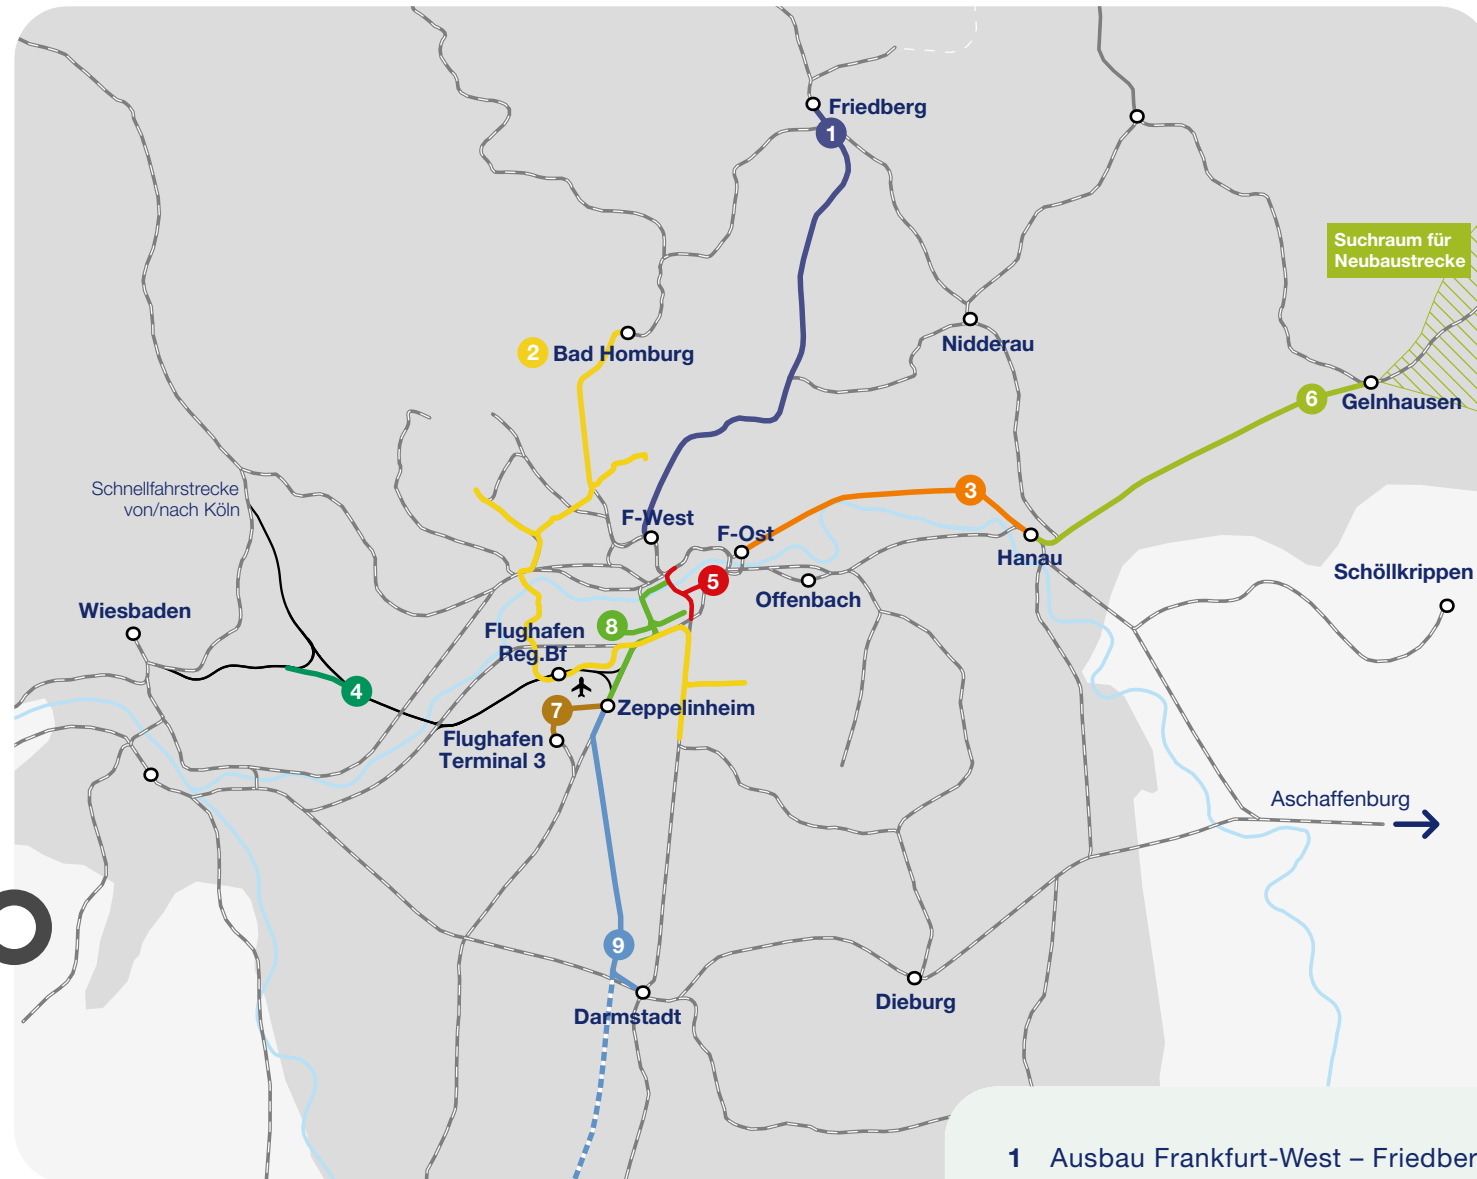 Friedberg
1
Suchraum für
Neubaustrecke
Nidderau
2 Bad Homburg
6
Gelnhausen
Schnellfahrstrecke
von/nach Köln
3
F-West
F-Ost
Hanau
Schöllkrippen
5
Offenbach
Wiesbaden
8
Flughafen
Reg.Bf
4
7
Zeppelinheim
Flughafen
Terminal 3
Aschaffenburg
9
Dieburg
Darmstadt
1 Ausbau Frankfurt-West – Friedber